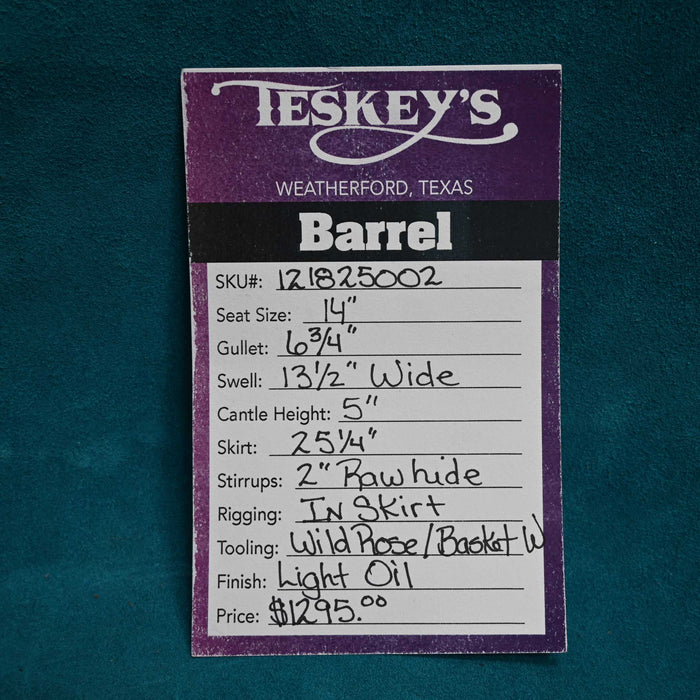 TESKEY'S
WEATHERFORD, TEXAS
Barrel
SKU#: 121825002
Seat Size: 14"
Gullet: 6 3/4"
Swell: 13 1/2" Wide
Cantle Height: 5"
Skirt: 25 1/4"
Stirrups: 2" Rawhide
Rigging: In Skirt
Tooling: Wild Rose/Basket W
Finish: Light Oil
Price: $1295.00